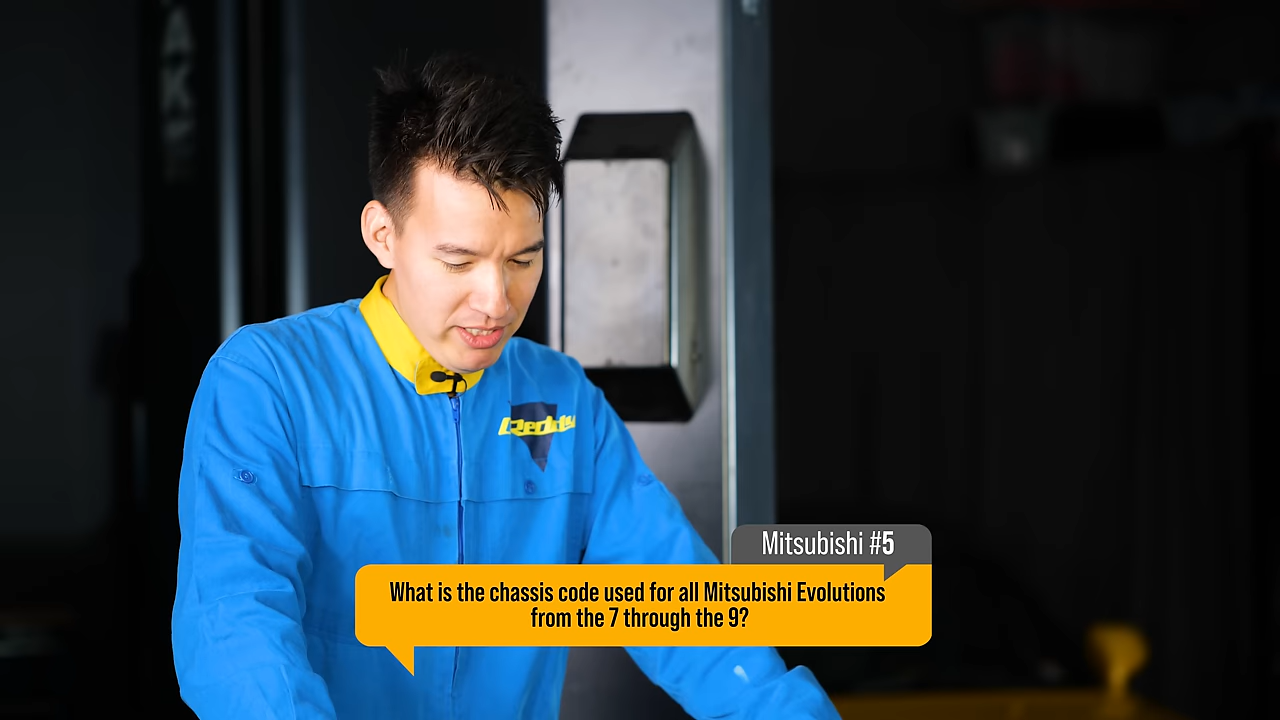 Mitsubishi #5
What is the chassis code used for all Mitsubishi Evolutions
from the 7 through the 9?